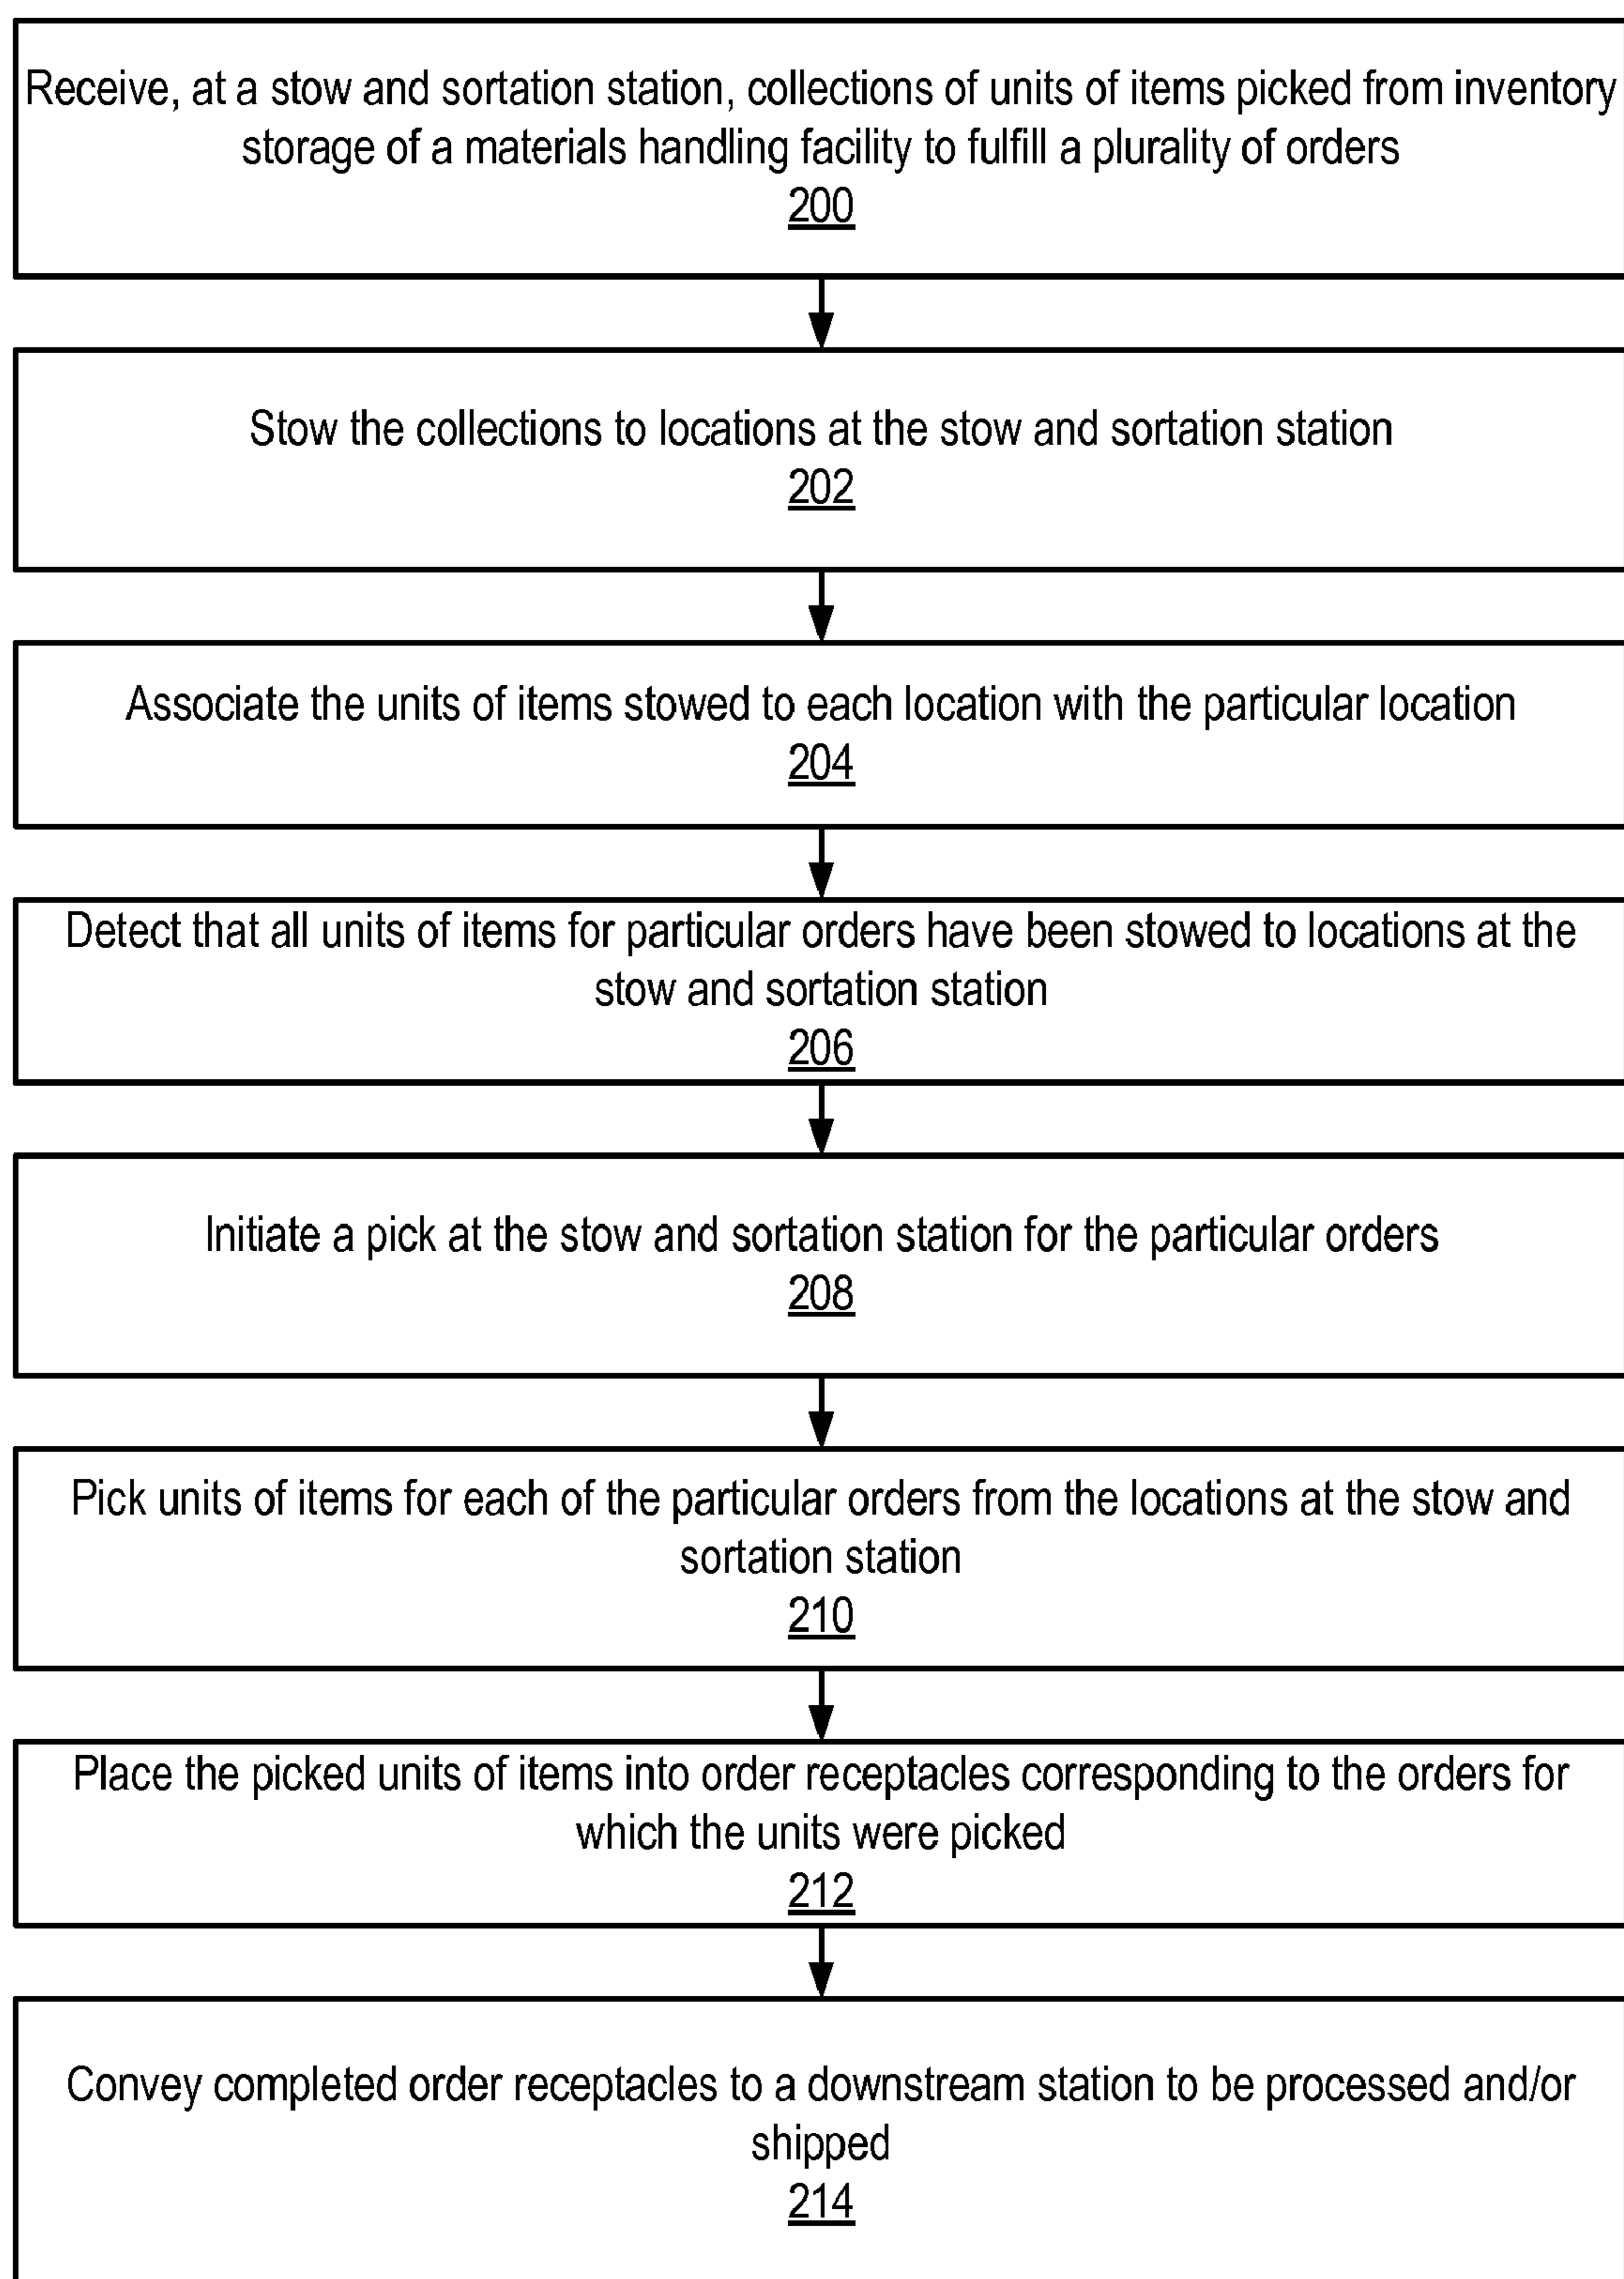 Receive, at a stow and sortation station, collections of units of items picked from inventory
storage of a materials handling facility to fulfill a plurality of orders
200
Stow the collections to locations at the stow and sortation station
202
Associate the units of items stowed to each location with the particular location
204
Detect that all units of items for particular orders have been stowed to locations at the
stow and sortation station
206
Initiate a pick at the stow and sortation station for the particular orders
208
Pick units of items for each of the particular orders from the locations at the stow and
sortation station
210
Place the picked units of items into order receptacles corresponding to the orders for
which the units were picked
212
Convey completed order receptacles to a downstream station to be processed and/or
shipped
214